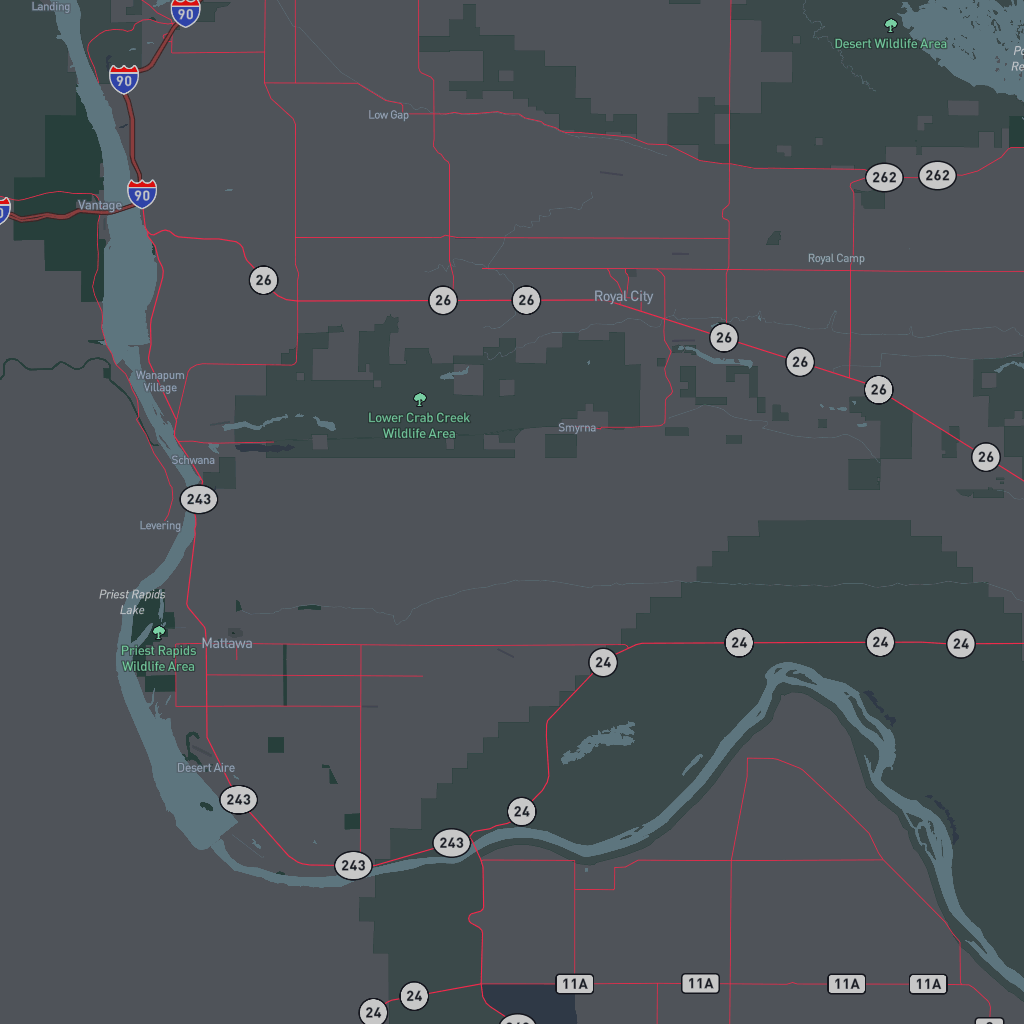 Landing
90
Desert Wildlife Area
90
Low Gap
262
262
90
Vantage
Royal Camp
26
26
26
Royal City
26
26
Wanapum
Village
26
Lower Crab Creek
Wildlife Area
Smyrna
26
Schwana
243
Levering
Priest Rapids
Lake
Mattawa
24
24
24
24
Priest Rapids
Wildlife Area
Desert Aire
243
24
243
243
11A
11A
11A
11A
24
24